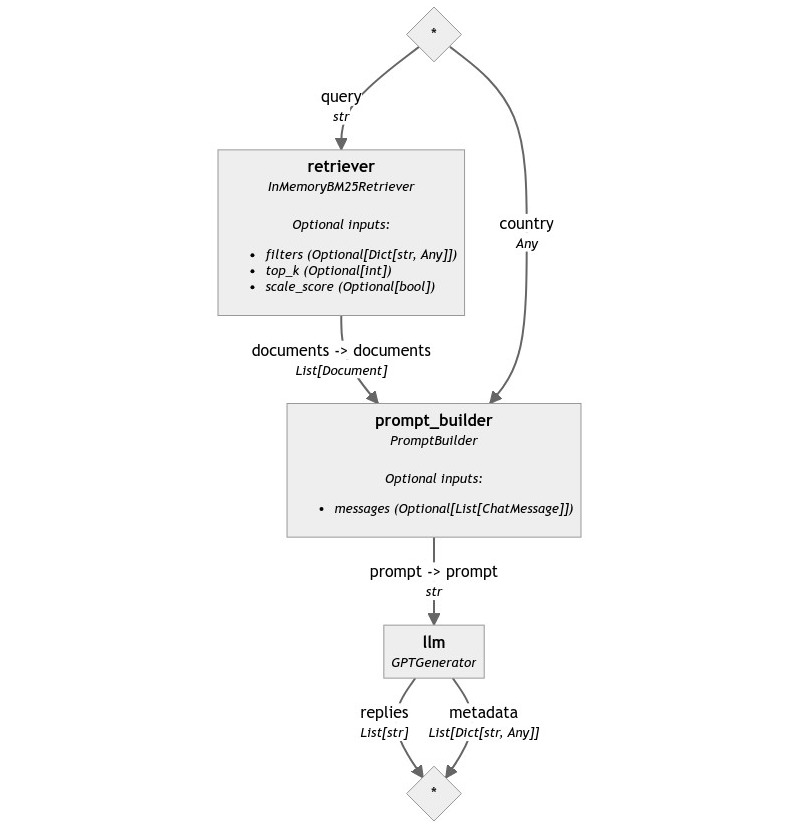 *
query
str
retriever
InMemoryBM25Retriever
Optional inputs:
• filters (Optional[Dict[str, Any]])
• top_k (Optional[int])
• scale_score (Optional[bool])
country
Any
documents -> documents
List[Document]
prompt_builder
PromptBuilder
Optional inputs:
• messages (Optional[List[ChatMessage]])
prompt -> prompt
str
llm
GPTGenerator
replies
List[str]
metadata
List[Dict[str, Any]]
*